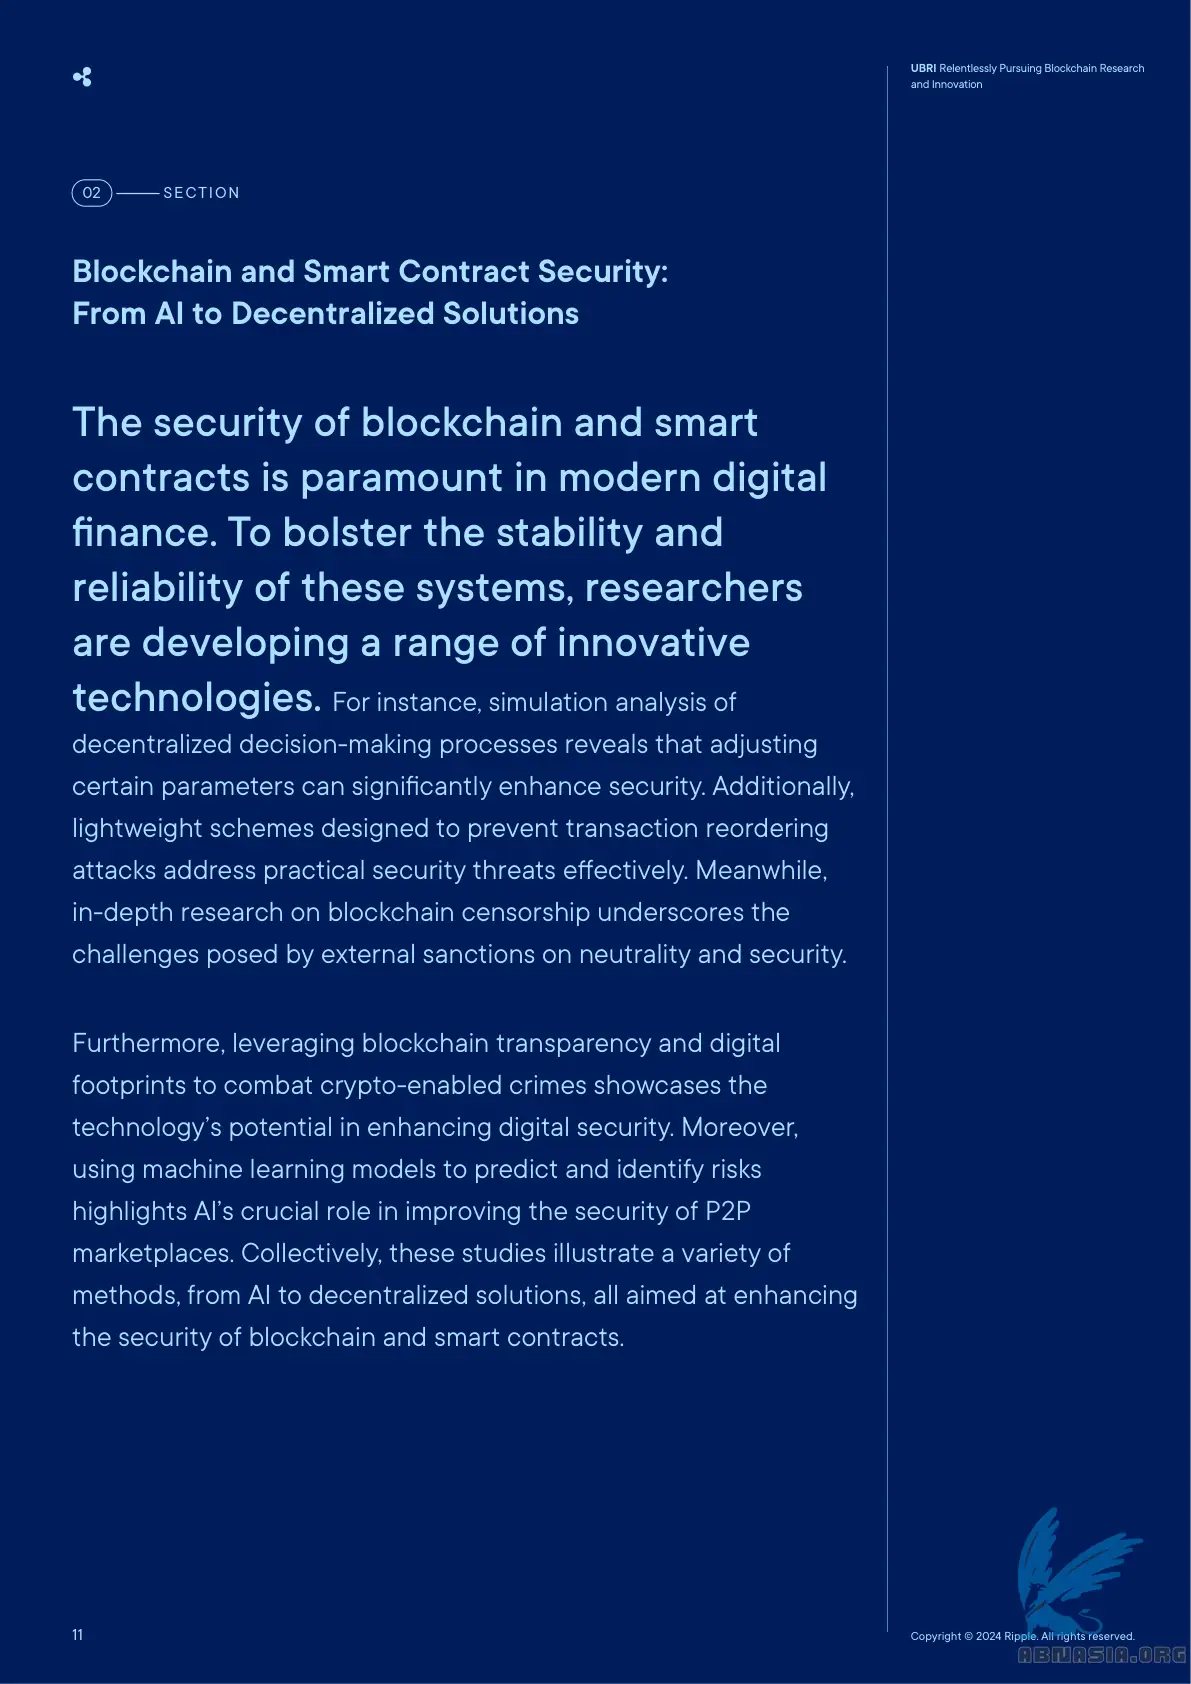 UBRI Relentlessly Pursuing Blockchain Research
and Innovation
02 SECTION
Blockchain and Smart Contract Security:
From AI to Decentralized Solutions
The security of blockchain and smart
contracts is paramount in modern digital
finance. To bolster the stability and
reliability of these systems, researchers
are developing a range of innovative
technologies. For instance, simulation analysis of
decentralized decision-making processes reveals that adjusting
certain parameters can significantly enhance security. Additionally,
lightweight schemes designed to prevent transaction reordering
attacks address practical security threats effectively. Meanwhile,
in-depth research on blockchain censorship underscores the
challenges posed by external sanctions on neutrality and security.
Furthermore, leveraging blockchain transparency and digital
footprints to combat crypto-enabled crimes showcases the
technology’s potential in enhancing digital security. Moreover,
using machine learning models to predict and identify risks
highlights AI’s crucial role in improving the security of P2P
marketplaces. Collectively, these studies illustrate a variety of
methods, from AI to decentralized solutions, all aimed at enhancing
the security of blockchain and smart contracts.
11
Copyright © 2024 Ripple. All rights reserved.
ABNASIA.ORG